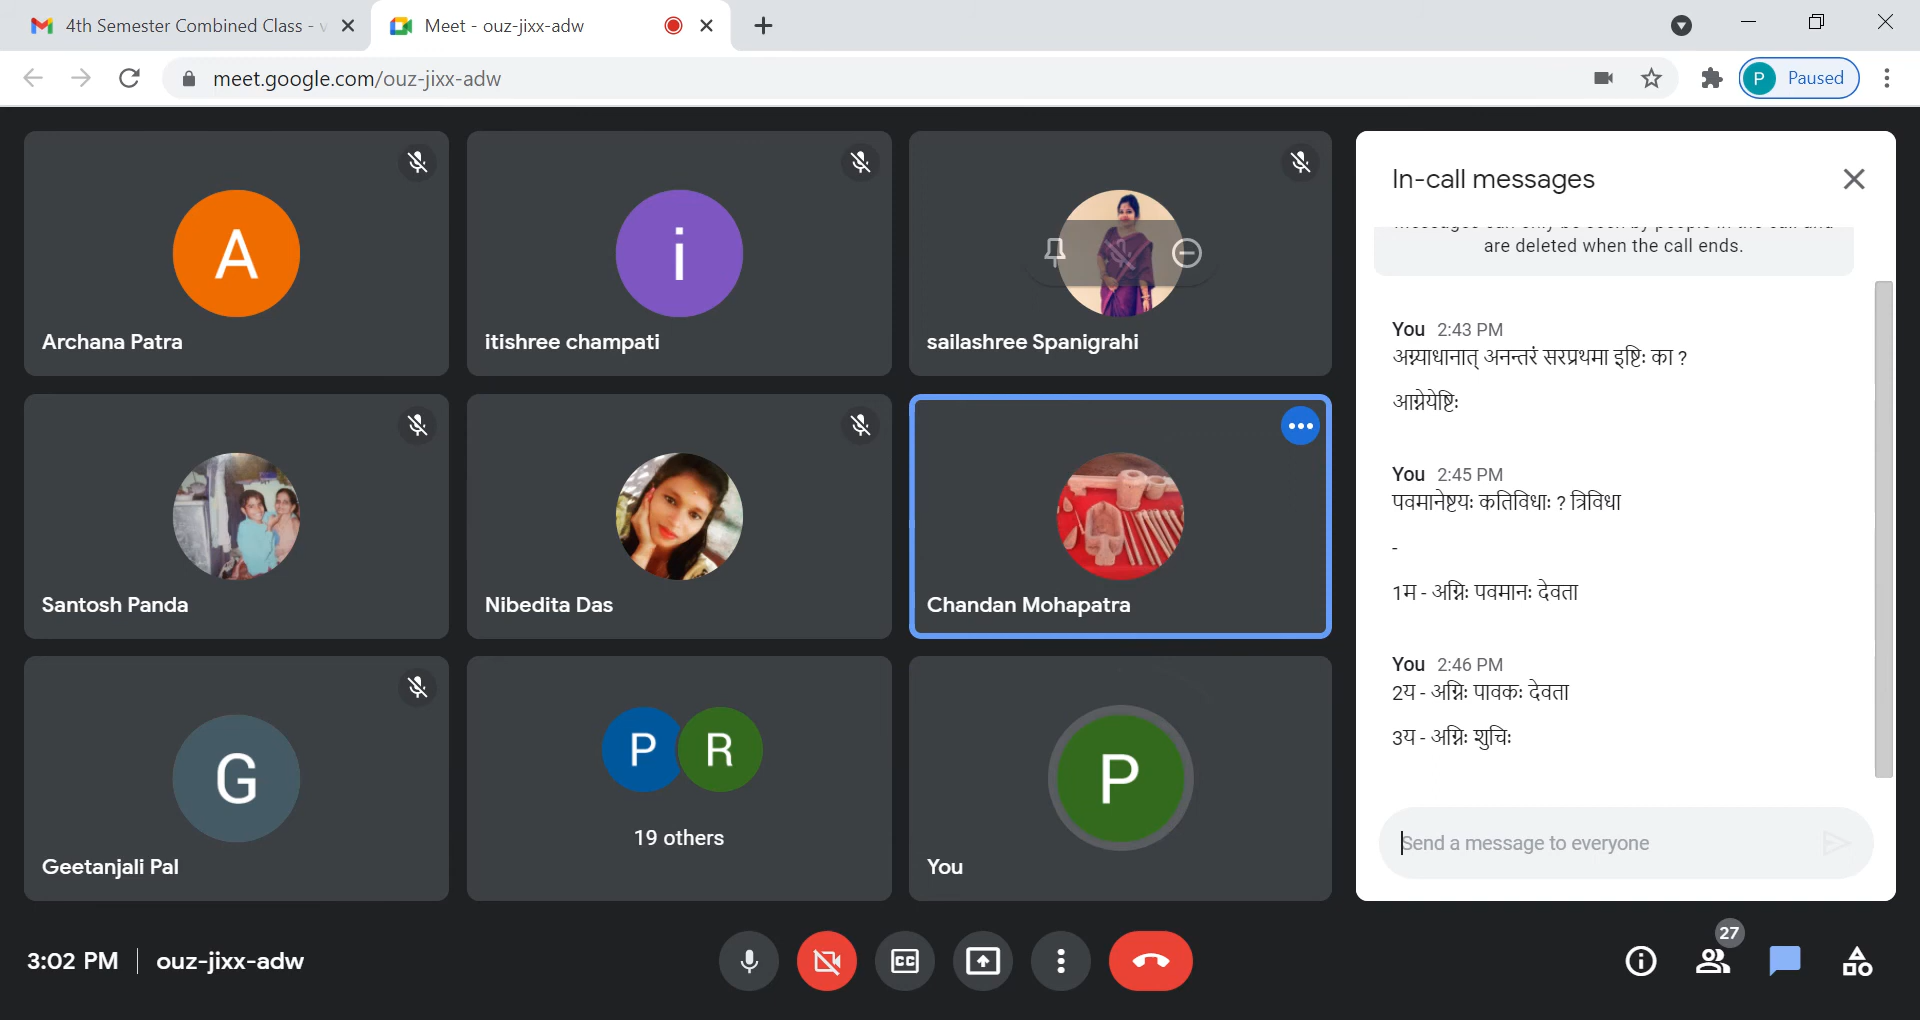 4th Semester Combined Class -
Meet - ouz-jixx-adw
meet.google.com/ouz-jixx-adw
P Paused
A
Archana Patra
i
itishree champati
sailashree Spanigrahi
Santosh Panda
Nibedita Das
Chandan Mohapatra
G
Geetanjali Pal
P R
19 others
P
You
In-call messages
are deleted when the call ends.
You 2:43 PM
अग्न्याधानात् अनन्तरं सरप्रथमा इष्टिः का ?
आग्नेयेष्टिः
You 2:45 PM
पवमानेष्टयः कतिविधाः ? त्रिविधा
-
1म - अग्निः पवमानः देवता
You 2:46 PM
2य - अग्निः पावकः देवता
3य - अग्निः शुचिः
Send a message to everyone
3:02 PM | ouz-jixx-adw
CC
27